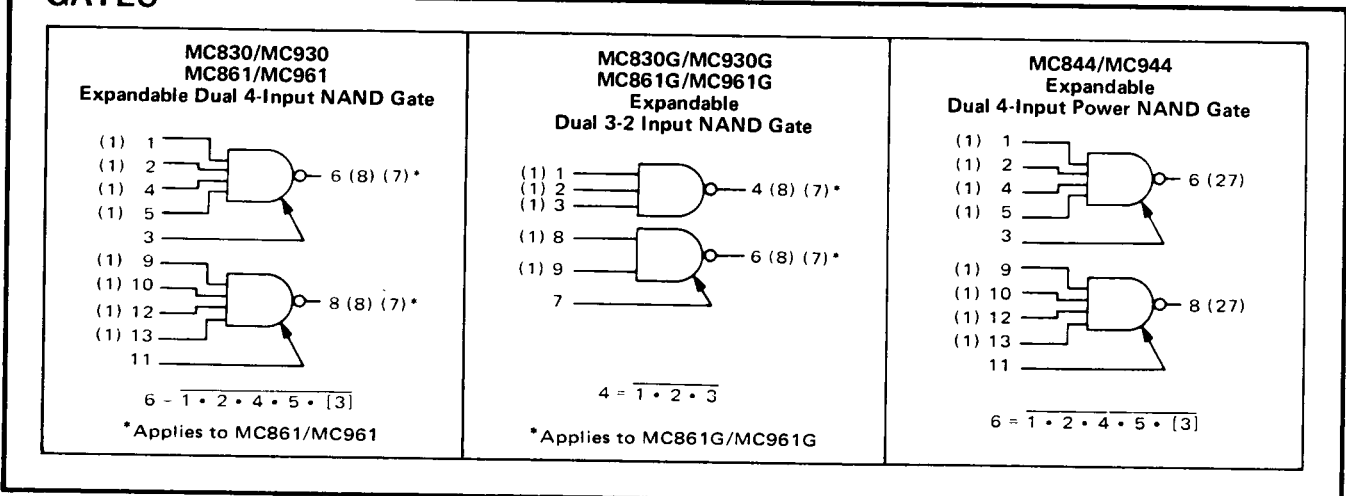 GATES
MC830/MC930
MC861/MC961
Expandable Dual 4-Input NAND Gate
(1) 1
(1) 2
(1) 4
(1) 5
3
6 (8) (7)*
(1) 9
(1) 10
(1) 12
(1) 13
11
8 (8) (7)*
6 - 1 • 2 • 4 • 5 • [3]
*Applies to MC861/MC961
MC830G/MC930G
MC861G/MC961G
Expandable
Dual 3-2 Input NAND Gate
(1) 1
(1) 2
(1) 3
4 (8) (7)*
(1) 8
(1) 9
7
6 (8) (7)*
4 = 1 • 2 • 3
*Applies to MC861G/MC961G
MC844/MC944
Expandable
Dual 4-Input Power NAND Gate
(1) 1
(1) 2
(1) 4
(1) 5
3
6 (27)
(1) 9
(1) 10
(1) 12
(1) 13
11
8 (27)
6 = 1 • 2 • 4 • 5 • [3]